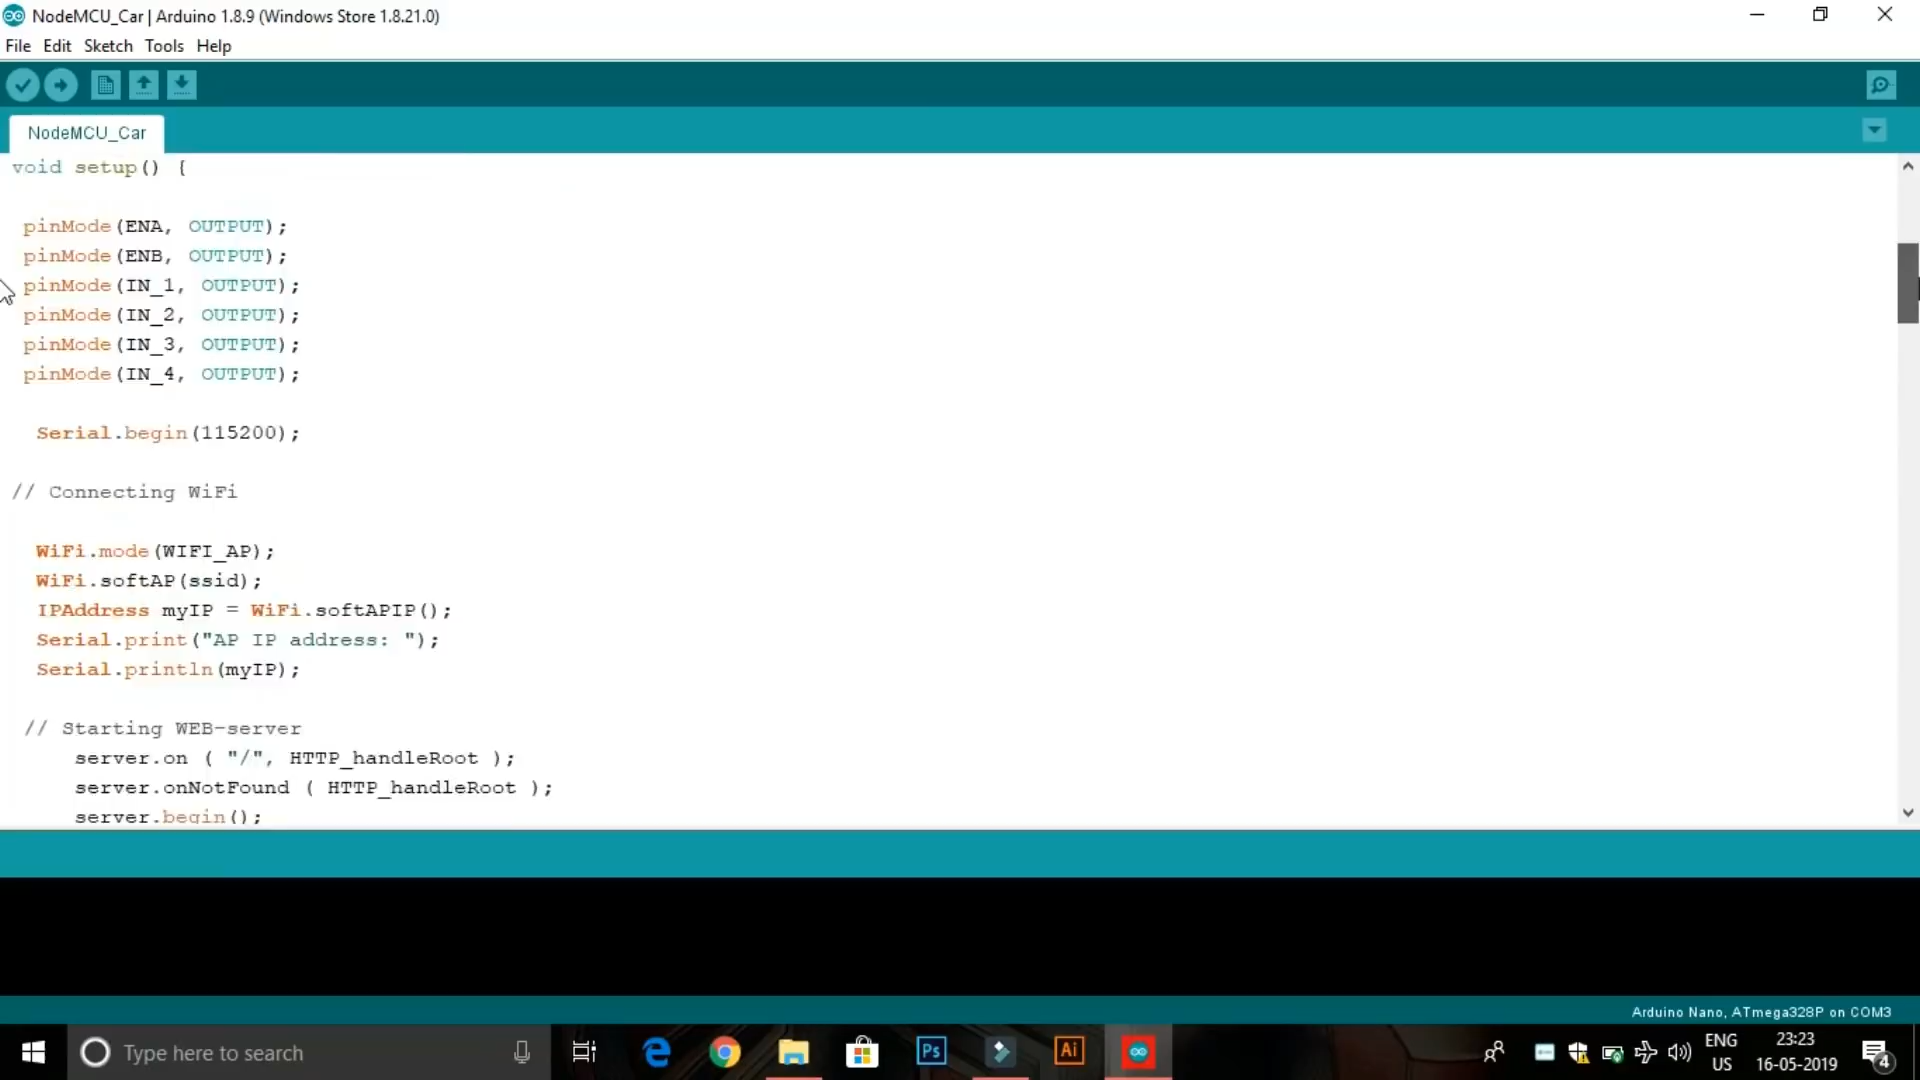 NodeMCU_Car | Arduino 1.8.9 (Windows Store 1.8.21.0)
File Edit Sketch Tools Help
NodeMCU_Car
void setup() {
pinMode(ENA, OUTPUT);
pinMode(ENB, OUTPUT);
pinMode(IN_1, OUTPUT);
pinMode(IN_2, OUTPUT);
pinMode(IN_3, OUTPUT);
pinMode(IN_4, OUTPUT);
Serial.begin(115200);
// Connecting WiFi
WiFi.mode(WIFI_AP);
WiFi.softAP(ssid);
IPAddress myIP = WiFi.softAPIP();
Serial.print("AP IP address: ");
Serial.println(myIP);
// Starting WEB-server
server.on ( "/", HTTP_handleRoot );
server.onNotFound ( HTTP_handleRoot );
server.begin();
Arduino Nano, ATmega328P on COM3
Type here to search
Ps
Ai
ENG
US
23:23
16-05-2019
4